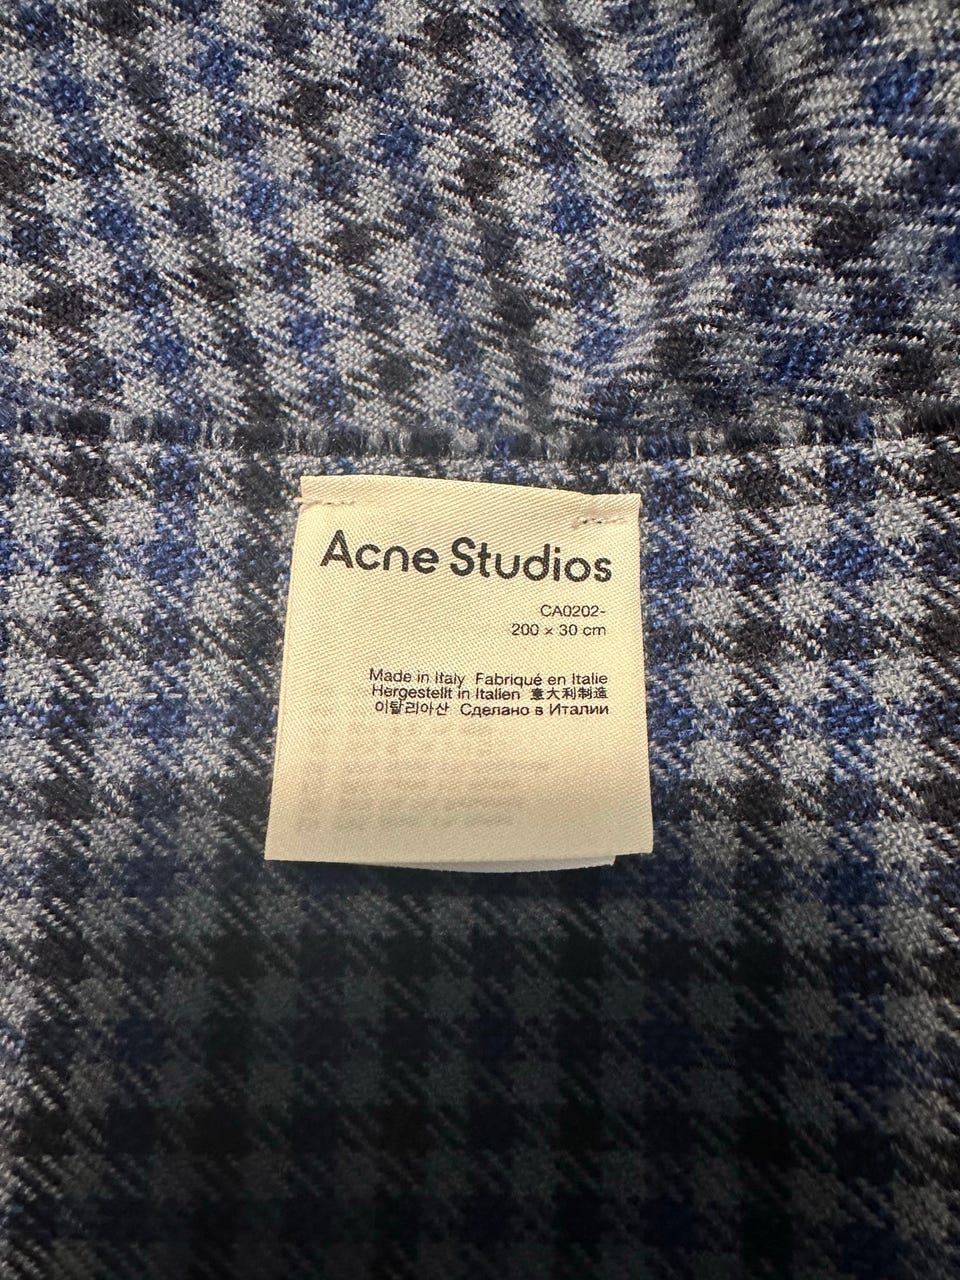 Acne Studios
CA0202-
200 × 30 cm
Made in Italy Fabriqué en Italie
Hergestellt in Italien 意大利制造
이탈리아산 Сделано в Италии